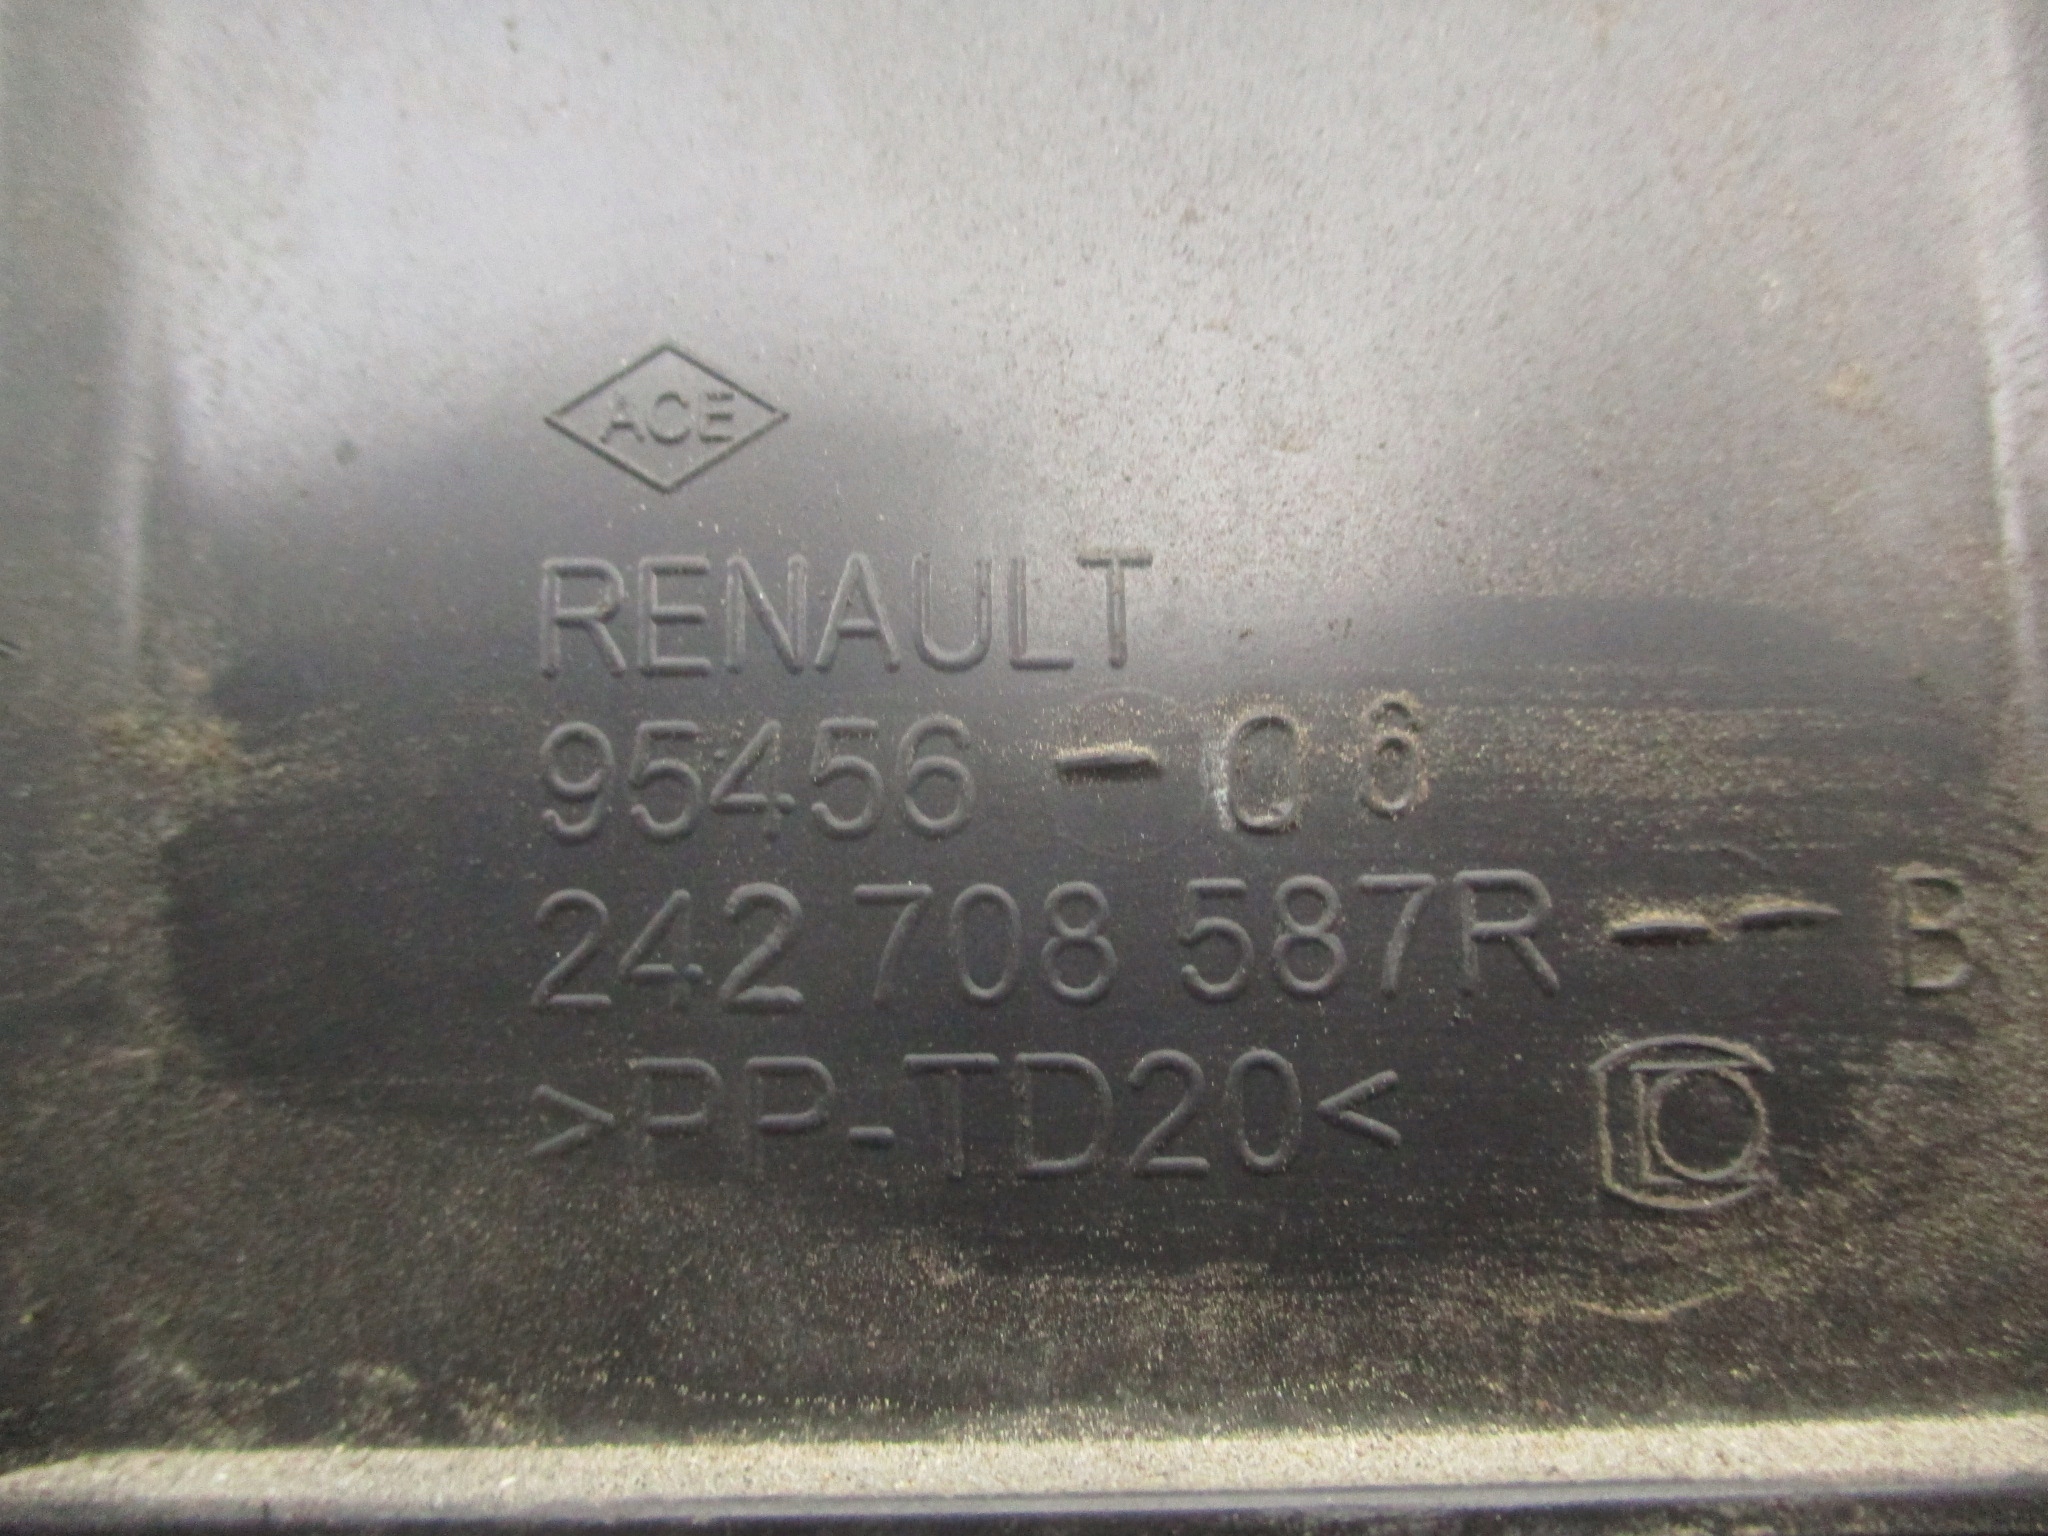 ACE
RENAULT
95456 - 06
242 708 587R -- B
>PP-TD20<